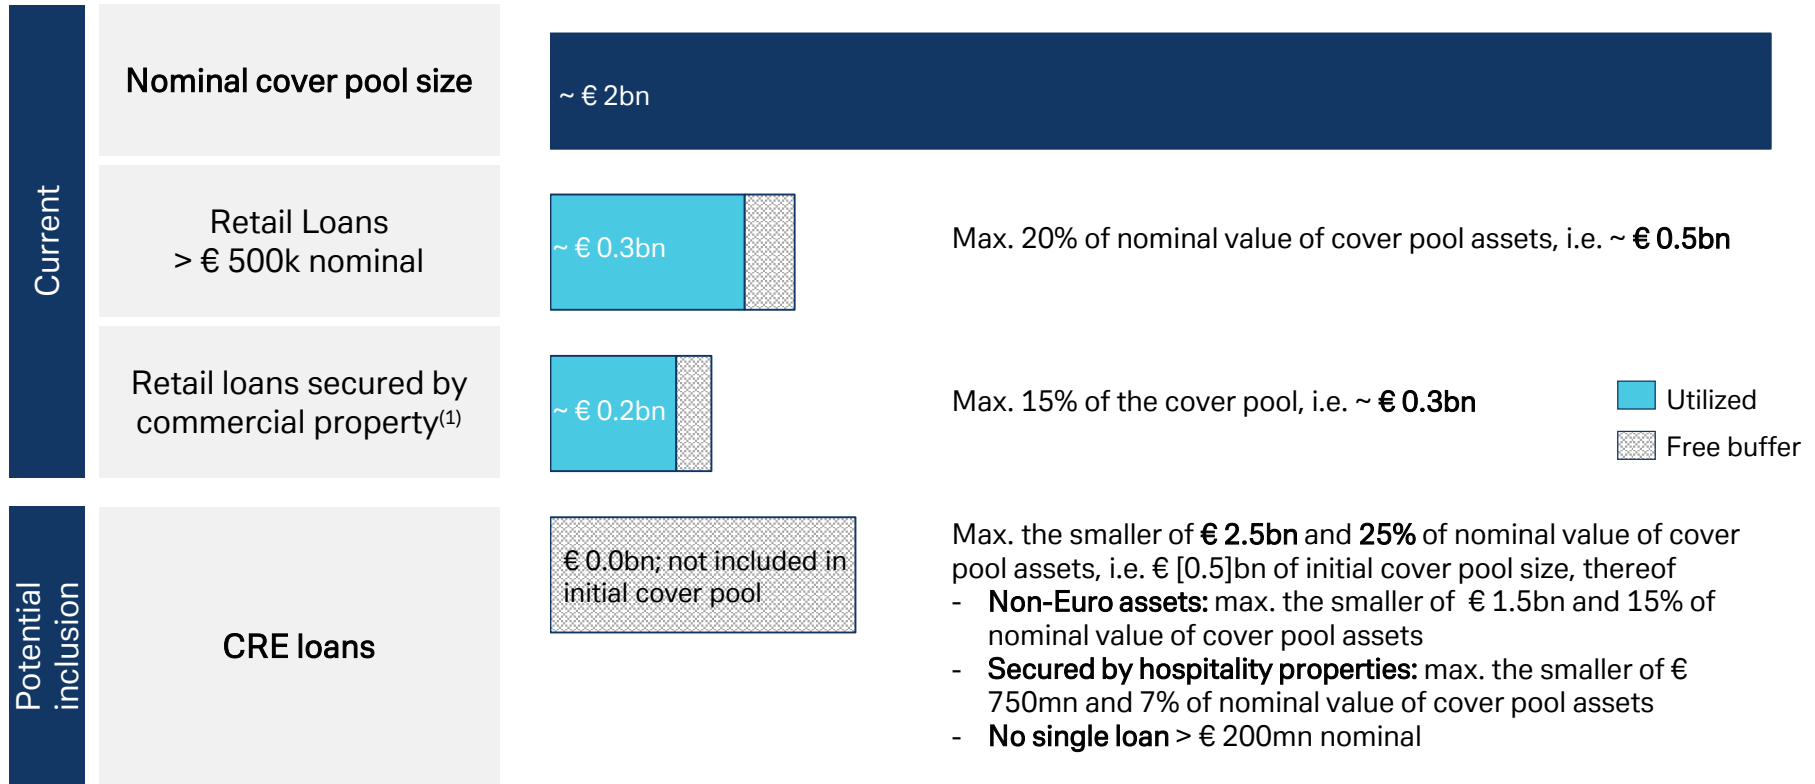 Current
Nominal cover pool size
~ € 2bn
Retail Loans
> € 500k nominal
~ € 0.3bn
Max. 20% of nominal value of cover pool assets, i.e. ~ € 0.5bn
Retail loans secured by
commercial property(1)
~ € 0.2bn
Max. 15% of the cover pool, i.e. ~ € 0.3bn
Utilized
Free buffer
Potential
inclusion
CRE loans
€ 0.0bn; not included in
initial cover pool
Max. the smaller of € 2.5bn and 25% of nominal value of cover
pool assets, i.e. € [0.5]bn of initial cover pool size, thereof
- Non-Euro assets: max. the smaller of € 1.5bn and 15% of
nominal value of cover pool assets
- Secured by hospitality properties: max. the smaller of €
750mn and 7% of nominal value of cover pool assets
- No single loan > € 200mn nominal